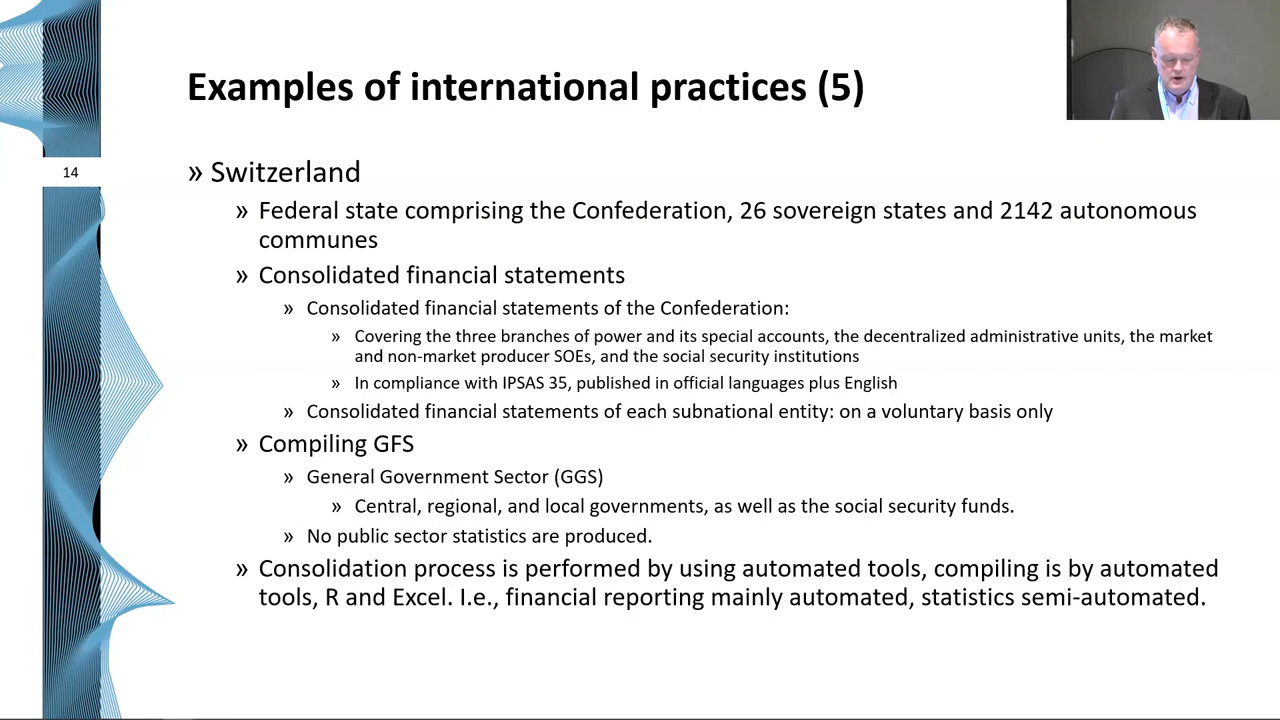 Examples of international practices (5)
14
» Switzerland
» Federal state comprising the Confederation, 26 sovereign states and 2142 autonomous
communes
» Consolidated financial statements
» Consolidated financial statements of the Confederation:
» Covering the three branches of power and its special accounts, the decentralized administrative units, the market
and non-market producer SOEs, and the social security institutions
» In compliance with IPSAS 35, published in official languages plus English
» Consolidated financial statements of each subnational entity: on a voluntary basis only
» Compiling GFS
» General Government Sector (GGS)
» Central, regional, and local governments, as well as the social security funds.
» No public sector statistics are produced.
» Consolidation process is performed by using automated tools, compiling is by automated
tools, R and Excel. I.e., financial reporting mainly automated, statistics semi-automated.